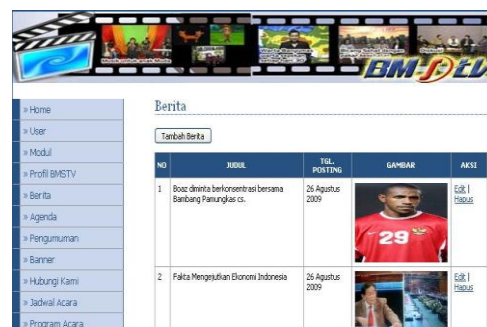 BM-TV
Berita
Tambah Berita
» Home
» User
» Modul
» Profil BMSTV
» Berita
» Agenda
» Pengumuman
» Banner
» Hubungi Kami
» Jadwal Acara
» Program Acara
NO JUDUL TGL. POSTING GAMBAR AKSI
1 Boaz diminta berkonsentrasi bersama
Bambang Pamungkas cs.
26 Agustus
2009
29
Edit |
Hapus
2 Fakta Mengejutkan Ekonomi Indonesia
26 Agustus
2009
Edit |
Hapus